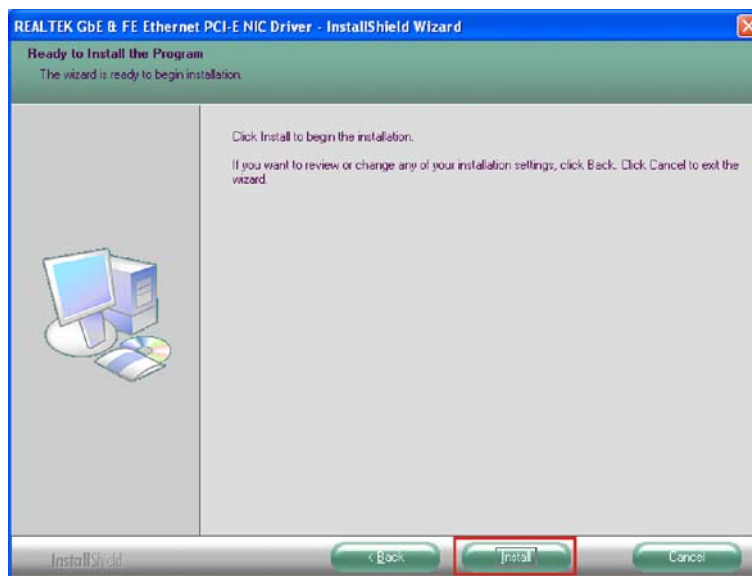 REALTEK GbE & FE Ethernet PCI-E NIC Driver - InstallShield Wizard
Ready to Install the Program
The wizard is ready to begin installation.
Click Install to begin the installation.
If you want to review or change any of your installation settings, click Back. Click Cancel to exit the
wizard.
InstallShield
< Back
Install
Cancel